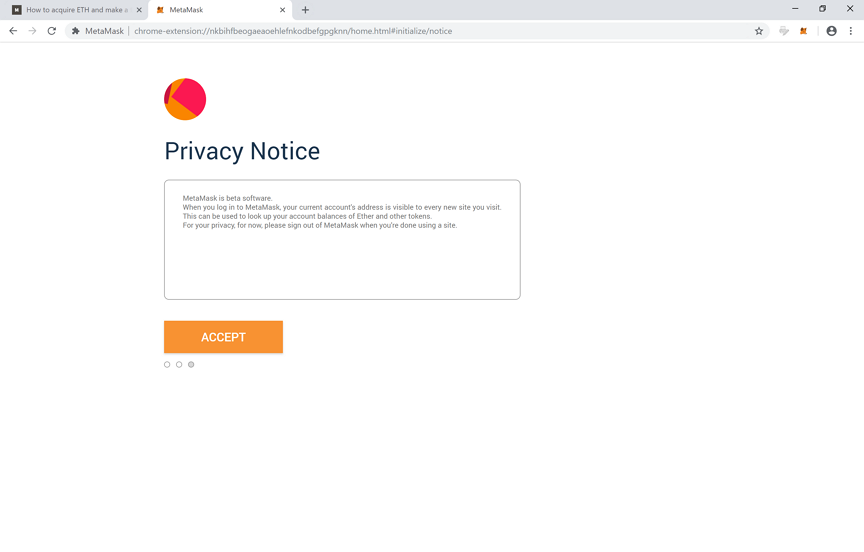 How to acquire ETH and make a
MetaMask
MetaMask
chrome-extension://nkbihfbeogaeaoehlefnkodbefgpgknn/home.html#initialize/notice
Privacy Notice
MetaMask is beta software.
When you log in to MetaMask, your current account's address is visible to every new site you visit.
This can be used to look up your account balances of Ether and other tokens.
For your privacy, for now, please sign out of MetaMask when you're done using a site.
ACCEPT